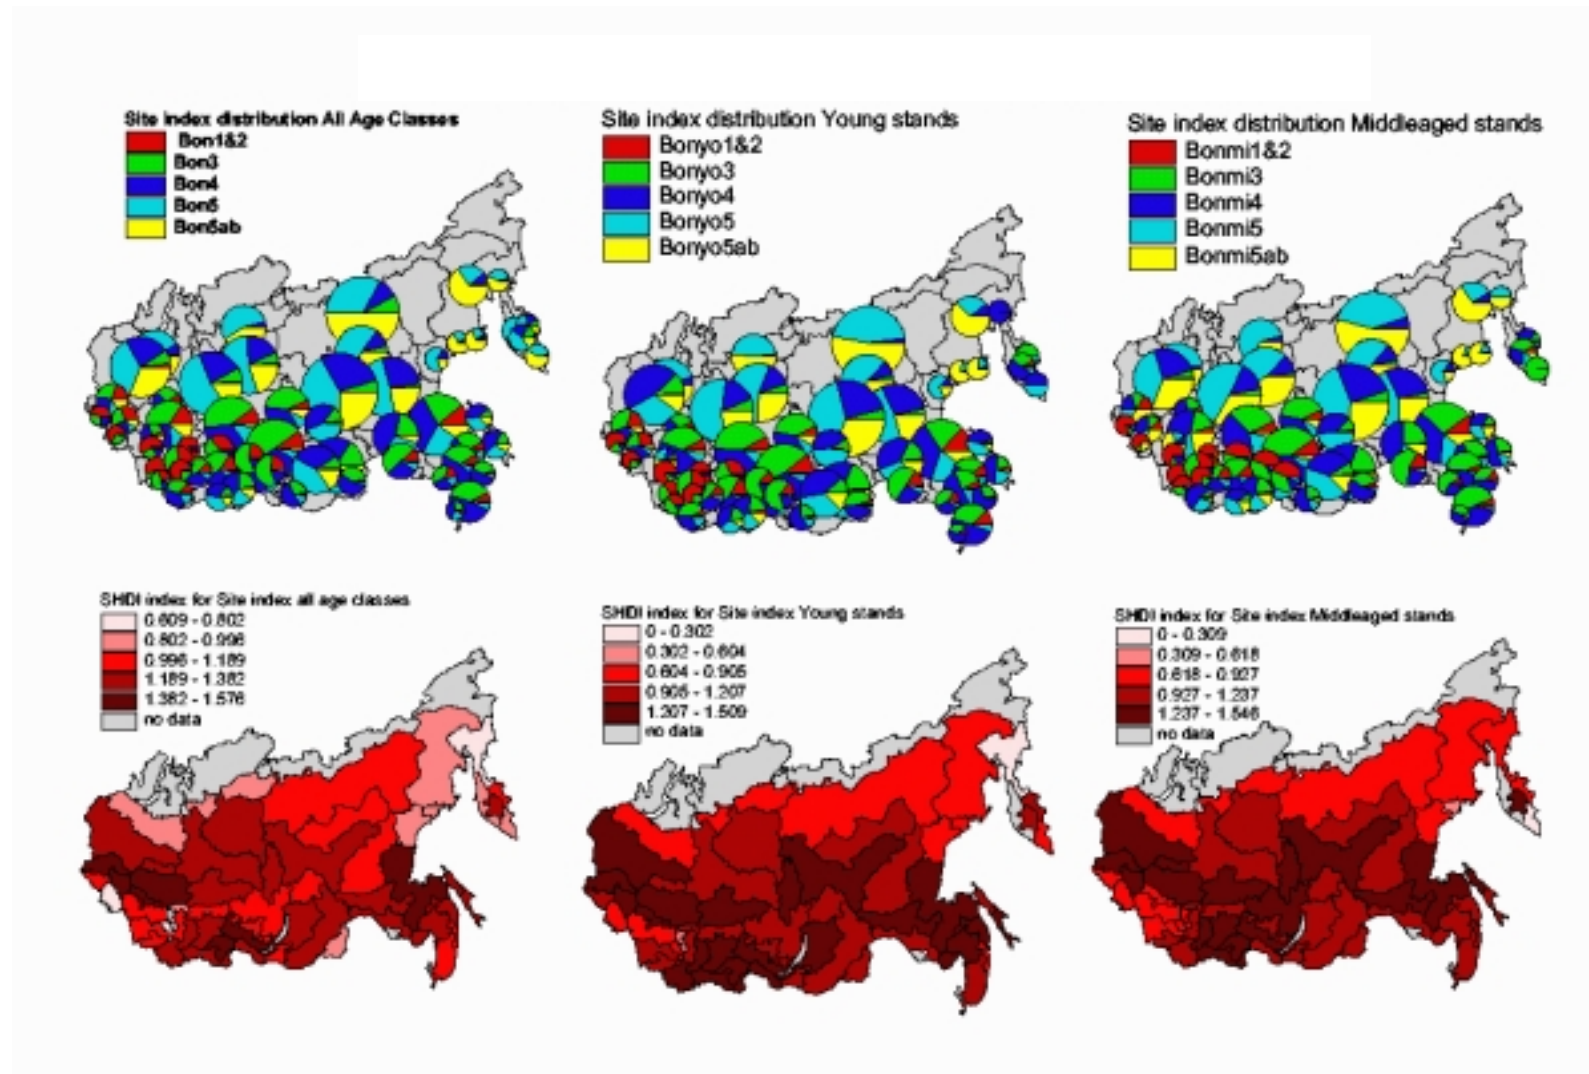 Site index distribution All Age Classes
Bon1&2
Bon3
Bon4
Bon5
Bon5ab
Site index distribution Young stands
Bonyo1&2
Bonyo3
Bonyo4
Bonyo5
Bonyo5ab
Site index distribution Middleaged stands
Bonmi1&2
Bonmi3
Bonmi4
Bonmi5
Bonmi5ab
SHDI index for Site index all age classes
0.609 - 0.802
0.802 - 0.996
0.996 - 1.189
1.189 - 1.382
1.382 - 1.576
no data
SHDI index for Site index Young stands
0 - 0.302
0.302 - 0.604
0.604 - 0.905
0.905 - 1.207
1.207 - 1.509
no data
SHDI index for Site index Middleaged stands
0 - 0.309
0.309 - 0.618
0.618 - 0.927
0.927 - 1.237
1.237 - 1.546
no data